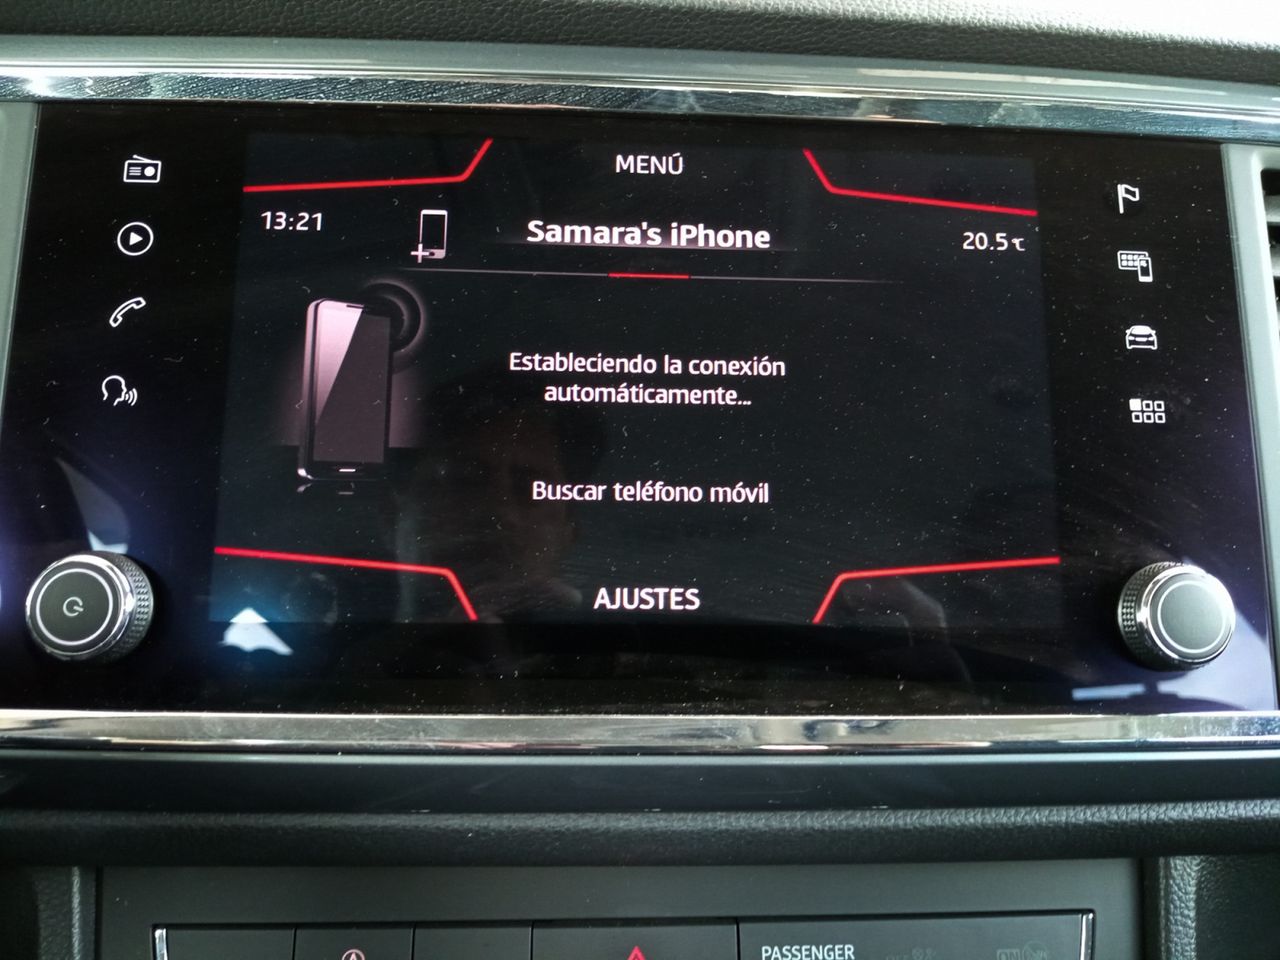 MENÚ
13:21
Samara's iPhone
20.5°C
Estableciendo la conexión
automáticamente...
Buscar teléfono móvil
AJUSTES
PASSENGER